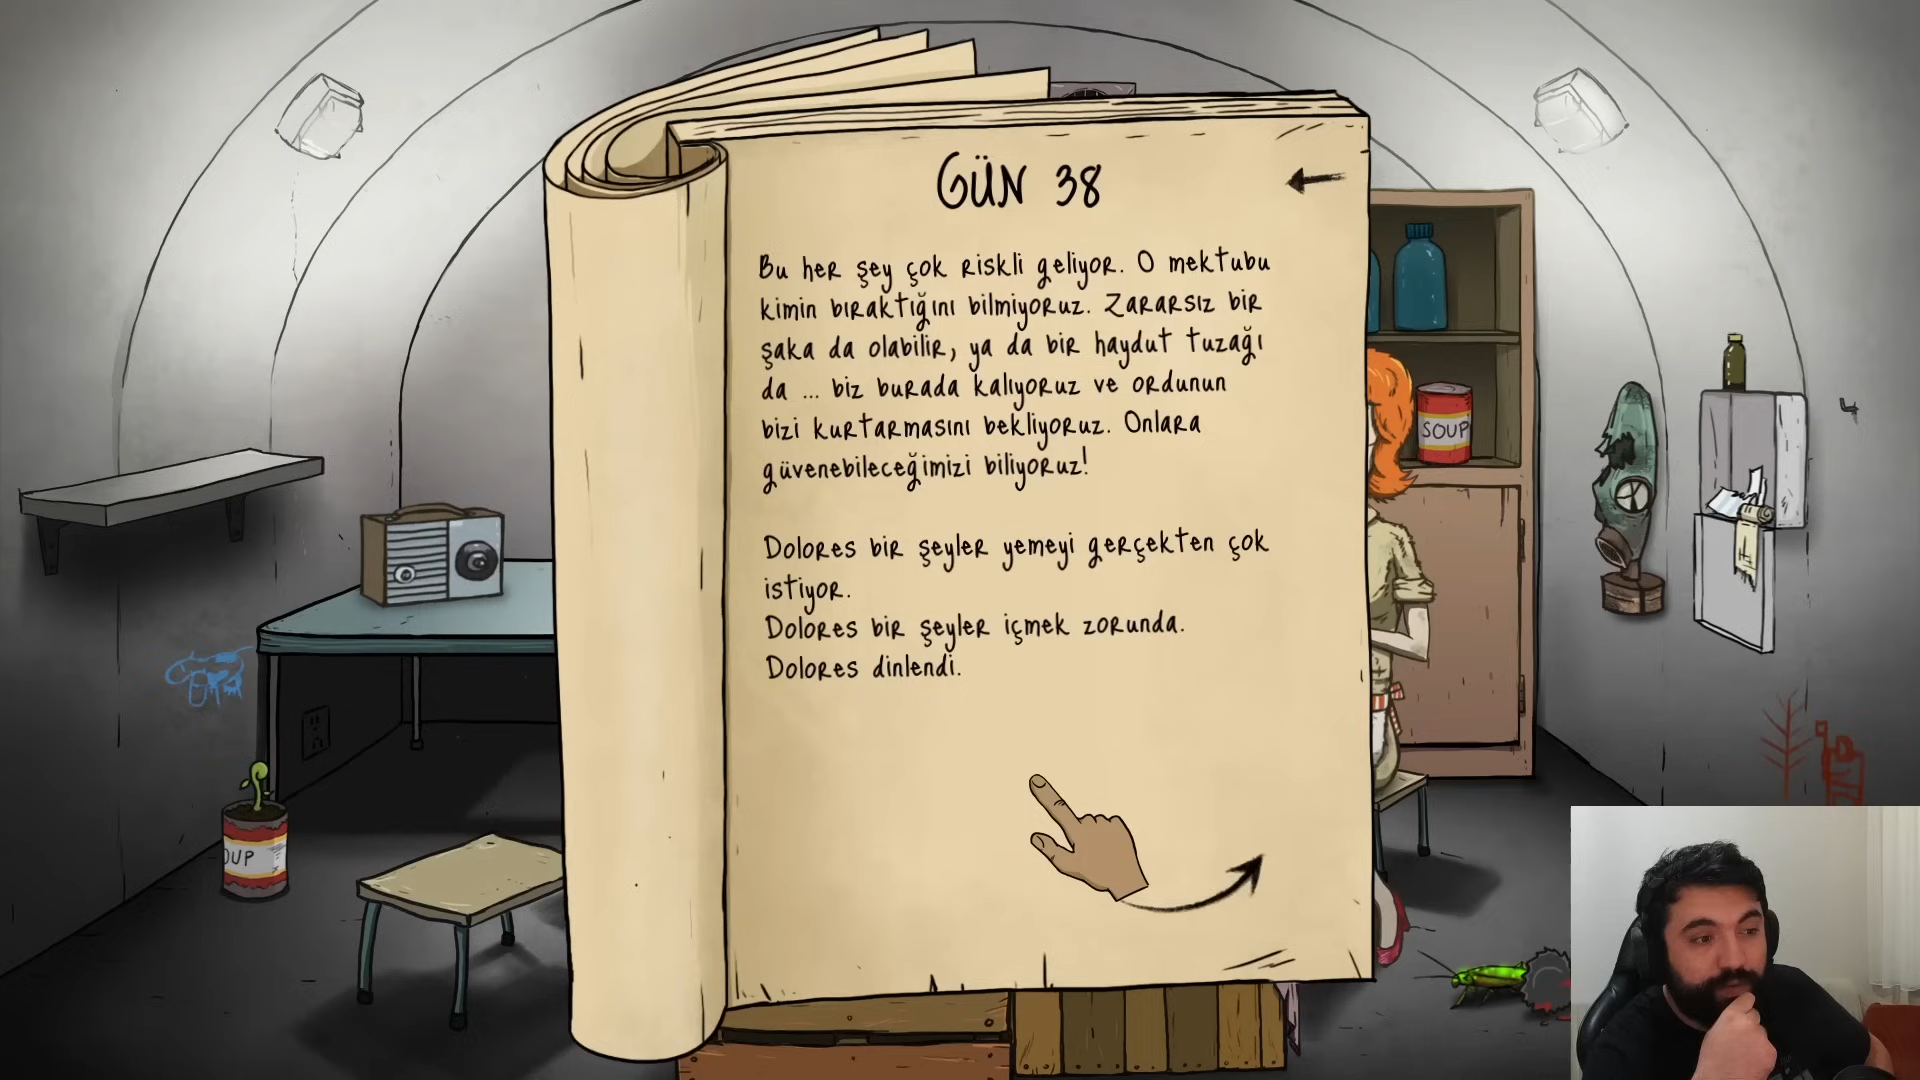 GÜN 38
Bu her şey çok riskli geliyor. O mektubu
kimin bıraktığını bilmiyoruz. Zararsız bir
şaka da olabilir, ya da bir haydut tuzağı
da ... biz burada kalıyoruz ve ordunun
bizi kurtarmasını bekliyoruz. Onlara
güvenebileceğimizi biliyoruz!
Dolores bir şeyler yemeyi gerçekten çok
istiyor.
Dolores bir şeyler içmek zorunda.
Dolores dinlendi.
SOUP
OUP